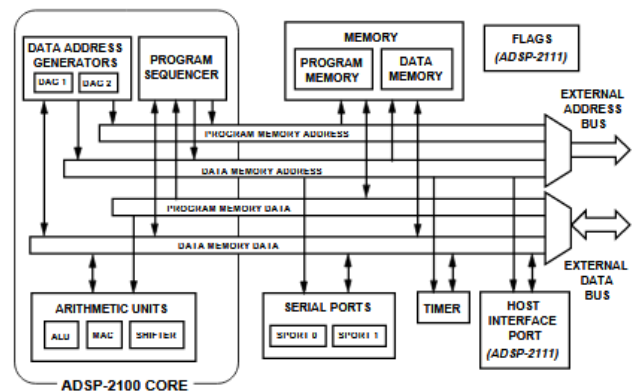 DATA ADDRESS
GENERATORS
DAG 1
DAG 2
PROGRAM
SEQUENCER
MEMORY
PROGRAM
MEMORY
DATA
MEMORY
FLAGS
(ADSP-2111)
EXTERNAL
ADDRESS
BUS
PROGRAM MEMORY ADDRESS
DATA MEMORY ADDRESS
PROGRAM MEMORY DATA
DATA MEMORY DATA
EXTERNAL
DATA
BUS
ARITHMETIC UNITS
ALU
MAC
SHIFTER
SERIAL PORTS
SPORT 0
SPORT 1
TIMER
HOST
INTERFACE
PORT
(ADSP-2111)
ADSP-2100 CORE